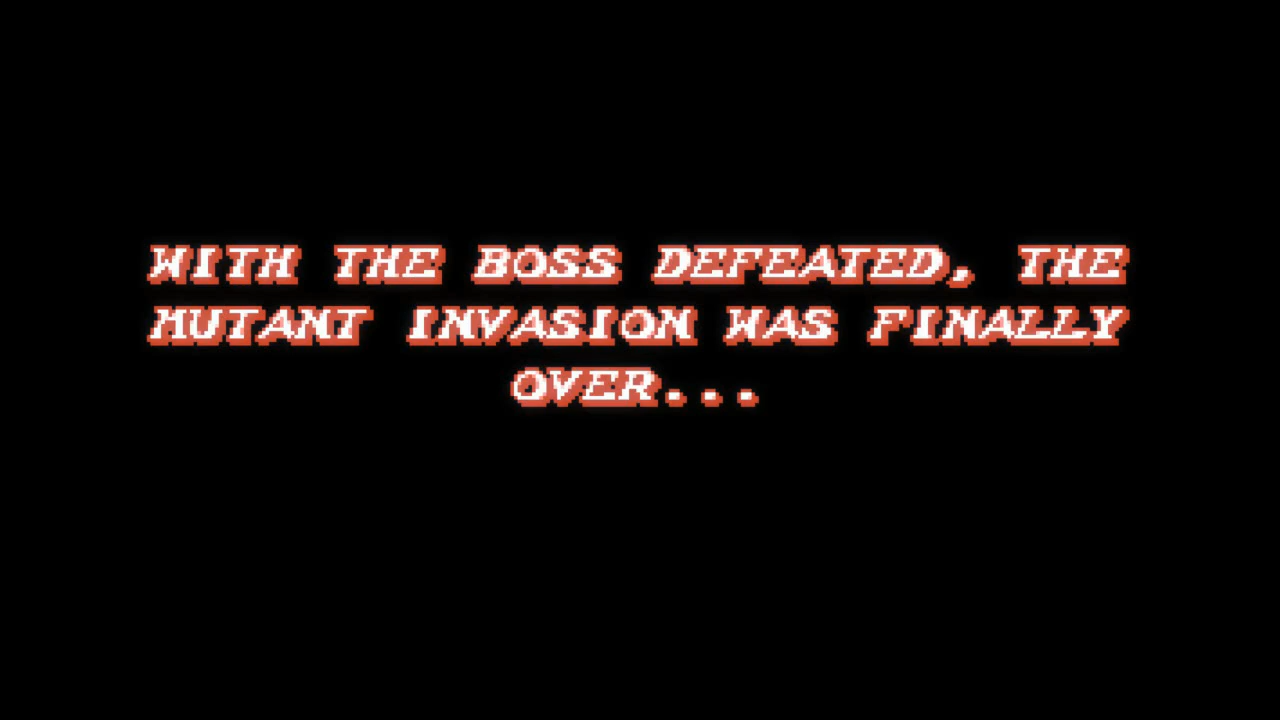 WITH THE BOSS DEFEATED, THE
MUTANT INVASION WAS FINALLY
OVER...